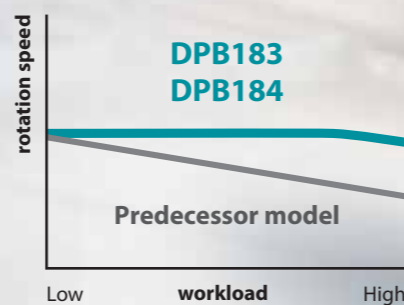 rotation speed
DPB183
DPB184
Predecessor model
Low workload High